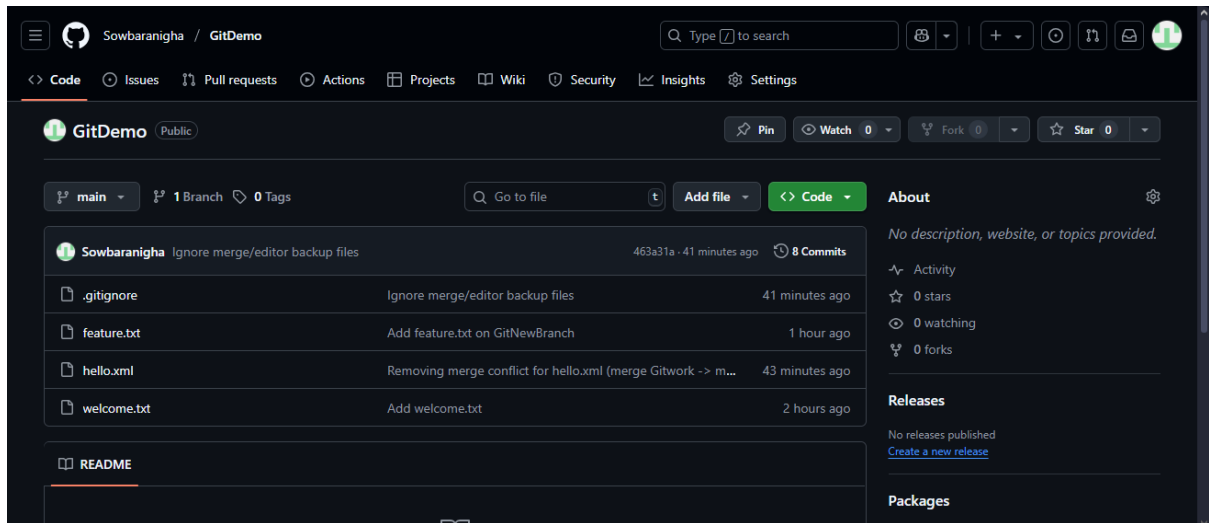 Sowbaranigha / GitDemo
Type / to search
Code Issues Pull requests Actions Projects Wiki Security Insights Settings
GitDemo Public
Pin Watch 0 Fork 0 Star 0
main 1 Branch 0 Tags
Go to file t Add file Code
Sowbaranigha Ignore merge/editor backup files 463a31a · 41 minutes ago 8 Commits
.gitignore Ignore merge/editor backup files 41 minutes ago
feature.txt Add feature.txt on GitNewBranch 1 hour ago
hello.xml Removing merge conflict for hello.xml (merge Gitwork -> m... 43 minutes ago
welcome.txt Add welcome.txt 2 hours ago
README
About
No description, website, or topics provided.
Activity
0 stars
0 watching
0 forks
Releases
No releases published
Create a new release
Packages